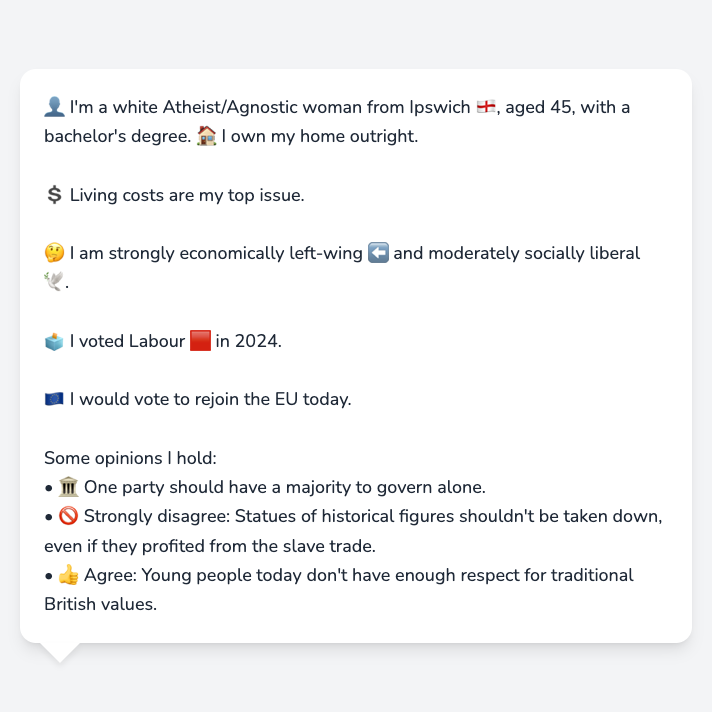 👤 I'm a white Atheist/Agnostic woman from Ipswich 🏴󠁧󠁢󠁥󠁮󠁧󠁿, aged 45, with a
bachelor's degree. 🏠 I own my home outright.
💲 Living costs are my top issue.
🤔 I am strongly economically left-wing ⬅️ and moderately socially liberal
🕊️.
🗳️ I voted Labour 🟥 in 2024.
🇪🇺 I would vote to rejoin the EU today.
Some opinions I hold:
• 🏛️ One party should have a majority to govern alone.
• 🚫 Strongly disagree: Statues of historical figures shouldn't be taken down,
even if they profited from the slave trade.
• 👍 Agree: Young people today don't have enough respect for traditional
British values.